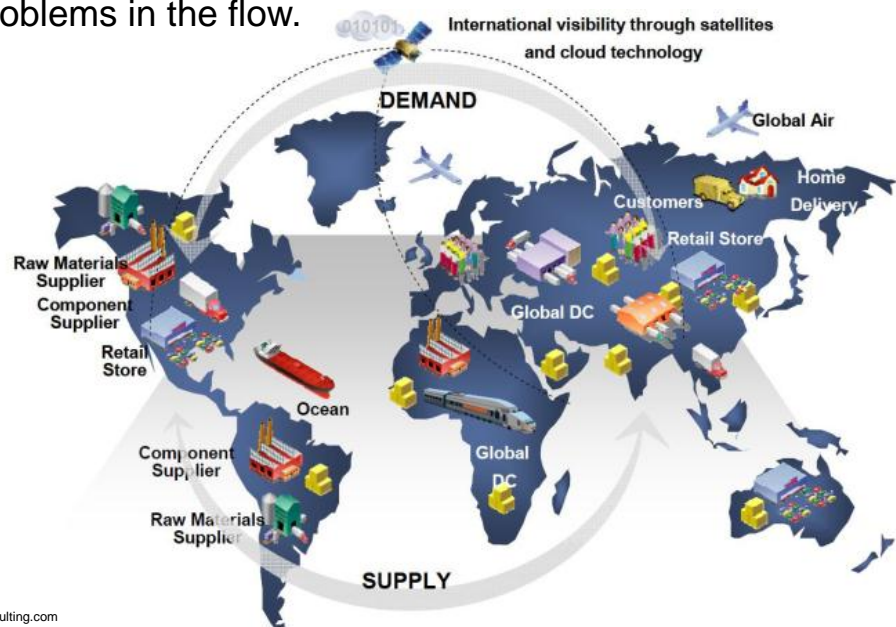 oblems in the flow.
010101
International visibility through satellites
and cloud technology
DEMAND
Global Air
Home
Delivery
Customers
Retail Store
Raw Materials
Supplier
Component
Supplier
Global DC
Retail
Store
Ocean
Component
Supplier
Global
DC
Raw Materials
Supplier
SUPPLY
ulting.com